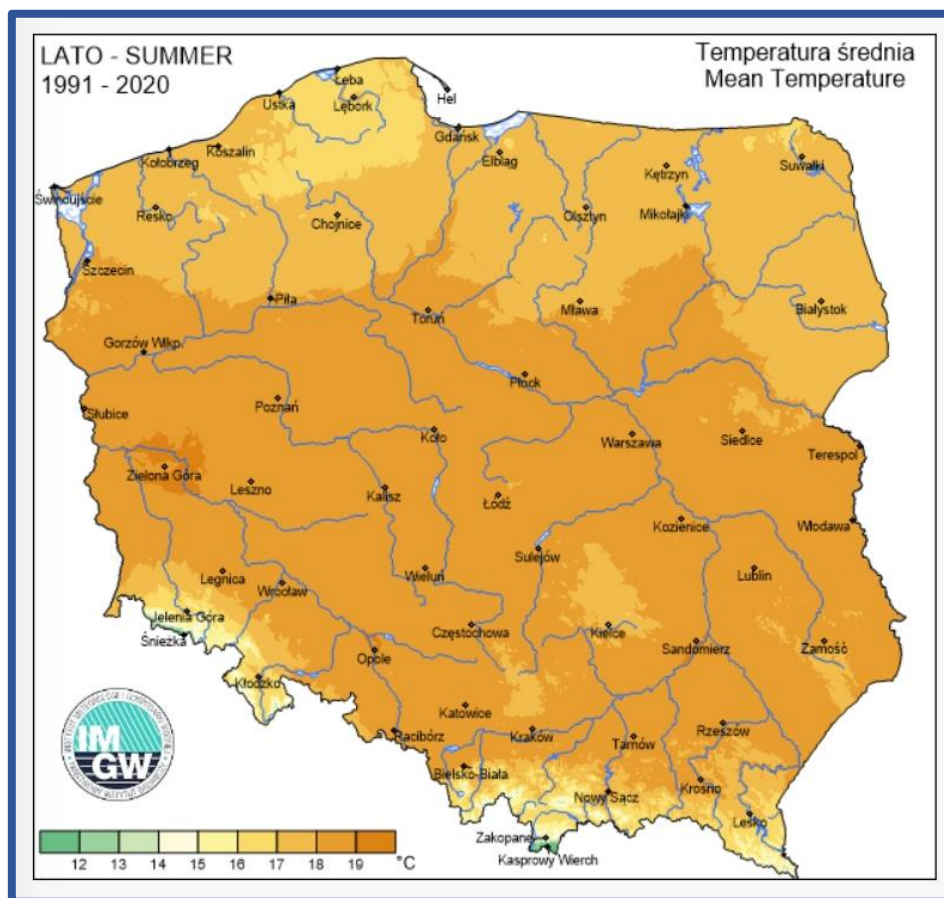 LATO - SUMMER
1991 - 2020
Temperatura średnia
Mean Temperature
Łeba
Hel
Ustka
Lębork
Gdańsk
Koszalin
Kołobrzeg
Elbląg
Suwałki
Kętrzyn
Świnoujście
Resko
Chojnice
Olsztyn
Mikołajki
Szczecin
Piła
Toruń
Mława
Białystok
Gorzów Wlkp.
Płock
Słubice
Poznań
Koło
Warszawa
Siedlce
Terespol
Zielona Góra
Leszno
Kalisz
Łódź
Kozienice
Włodawa
Sulejów
Legnica
Wrocław
Wieluń
Lublin
Jelenia Góra
Śnieżka
Częstochowa
Kielce
Sandomierz
Zamość
Opole
Kłodzko
Katowice
Racibórz
Kraków
Tarnów
Rzeszów
Bielsko-Biała
Nowy Sącz
Krosno
Lesko
Zakopane
Kasprowy Wierch
IM
GW
12 13 14 15 16 17 18 19 °C